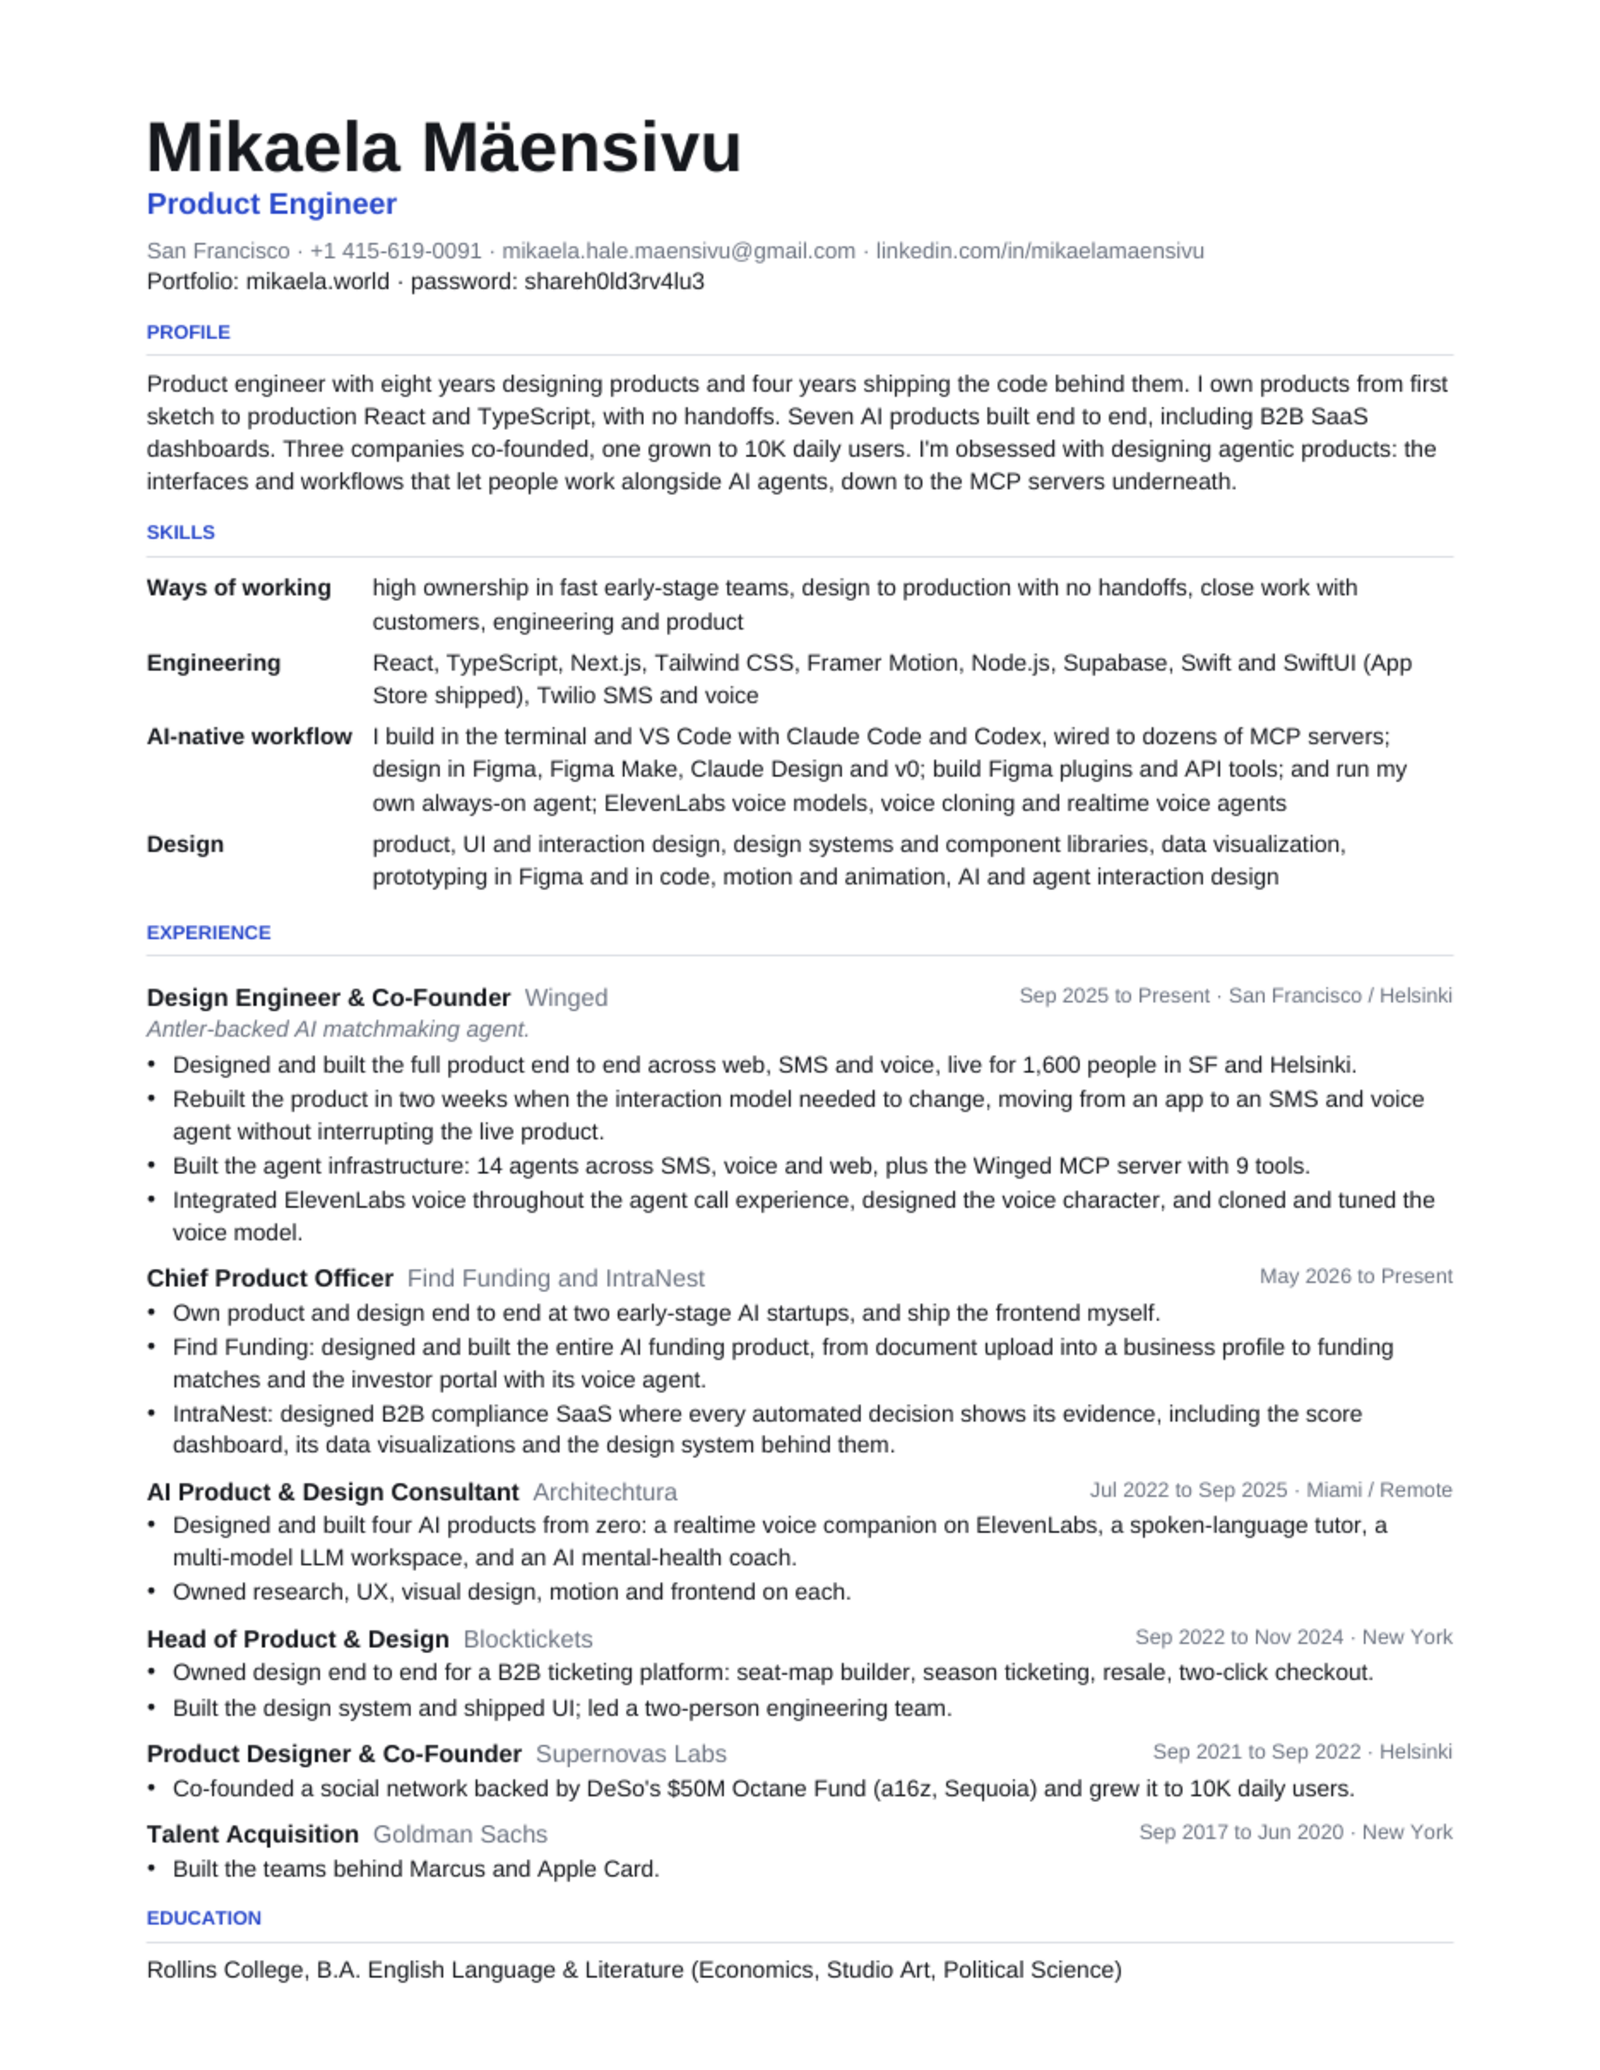 Mikaela Mäensivu
Product Engineer
San Francisco · +1 415-619-0091 · mikaela.hale.maensivu@gmail.com · linkedin.com/in/mikaelamaensivu
Portfolio: mikaela.world · password: shareh0ld3rv4lu3
PROFILE
Product engineer with eight years designing products and four years shipping the code behind them. I own products from first
sketch to production React and TypeScript, with no handoffs. Seven AI products built end to end, including B2B SaaS
dashboards. Three companies co-founded, one grown to 10K daily users. I'm obsessed with designing agentic products: the
interfaces and workflows that let people work alongside AI agents, down to the MCP servers underneath.
SKILLS
Ways of working high ownership in fast early-stage teams, design to production with no handoffs, close work with
customers, engineering and product
Engineering React, TypeScript, Next.js, Tailwind CSS, Framer Motion, Node.js, Supabase, Swift and SwiftUI (App
Store shipped), Twilio SMS and voice
AI-native workflow I build in the terminal and VS Code with Claude Code and Codex, wired to dozens of MCP servers;
design in Figma, Figma Make, Claude Design and v0; build Figma plugins and API tools; and run my
own always-on agent; ElevenLabs voice models, voice cloning and realtime voice agents
Design product, UI and interaction design, design systems and component libraries, data visualization,
prototyping in Figma and in code, motion and animation, AI and agent interaction design
EXPERIENCE
Design Engineer & Co-Founder Winged Sep 2025 to Present · San Francisco / Helsinki
Antler-backed AI matchmaking agent.
• Designed and built the full product end to end across web, SMS and voice, live for 1,600 people in SF and Helsinki.
• Rebuilt the product in two weeks when the interaction model needed to change, moving from an app to an SMS and voice
agent without interrupting the live product.
• Built the agent infrastructure: 14 agents across SMS, voice and web, plus the Winged MCP server with 9 tools.
• Integrated ElevenLabs voice throughout the agent call experience, designed the voice character, and cloned and tuned the
voice model.
Chief Product Officer Find Funding and IntraNest May 2026 to Present
• Own product and design end to end at two early-stage AI startups, and ship the frontend myself.
• Find Funding: designed and built the entire AI funding product, from document upload into a business profile to funding
matches and the investor portal with its voice agent.
• IntraNest: designed B2B compliance SaaS where every automated decision shows its evidence, including the score
dashboard, its data visualizations and the design system behind them.
AI Product & Design Consultant Architechtura Jul 2022 to Sep 2025 · Miami / Remote
• Designed and built four AI products from zero: a realtime voice companion on ElevenLabs, a spoken-language tutor, a
multi-model LLM workspace, and an AI mental-health coach.
• Owned research, UX, visual design, motion and frontend on each.
Head of Product & Design Blocktickets Sep 2022 to Nov 2024 · New York
• Owned design end to end for a B2B ticketing platform: seat-map builder, season ticketing, resale, two-click checkout.
• Built the design system and shipped UI; led a two-person engineering team.
Product Designer & Co-Founder Supernovas Labs Sep 2021 to Sep 2022 · Helsinki
• Co-founded a social network backed by DeSo's $50M Octane Fund (a16z, Sequoia) and grew it to 10K daily users.
Talent Acquisition Goldman Sachs Sep 2017 to Jun 2020 · New York
• Built the teams behind Marcus and Apple Card.
EDUCATION
Rollins College, B.A. English Language & Literature (Economics, Studio Art, Political Science)